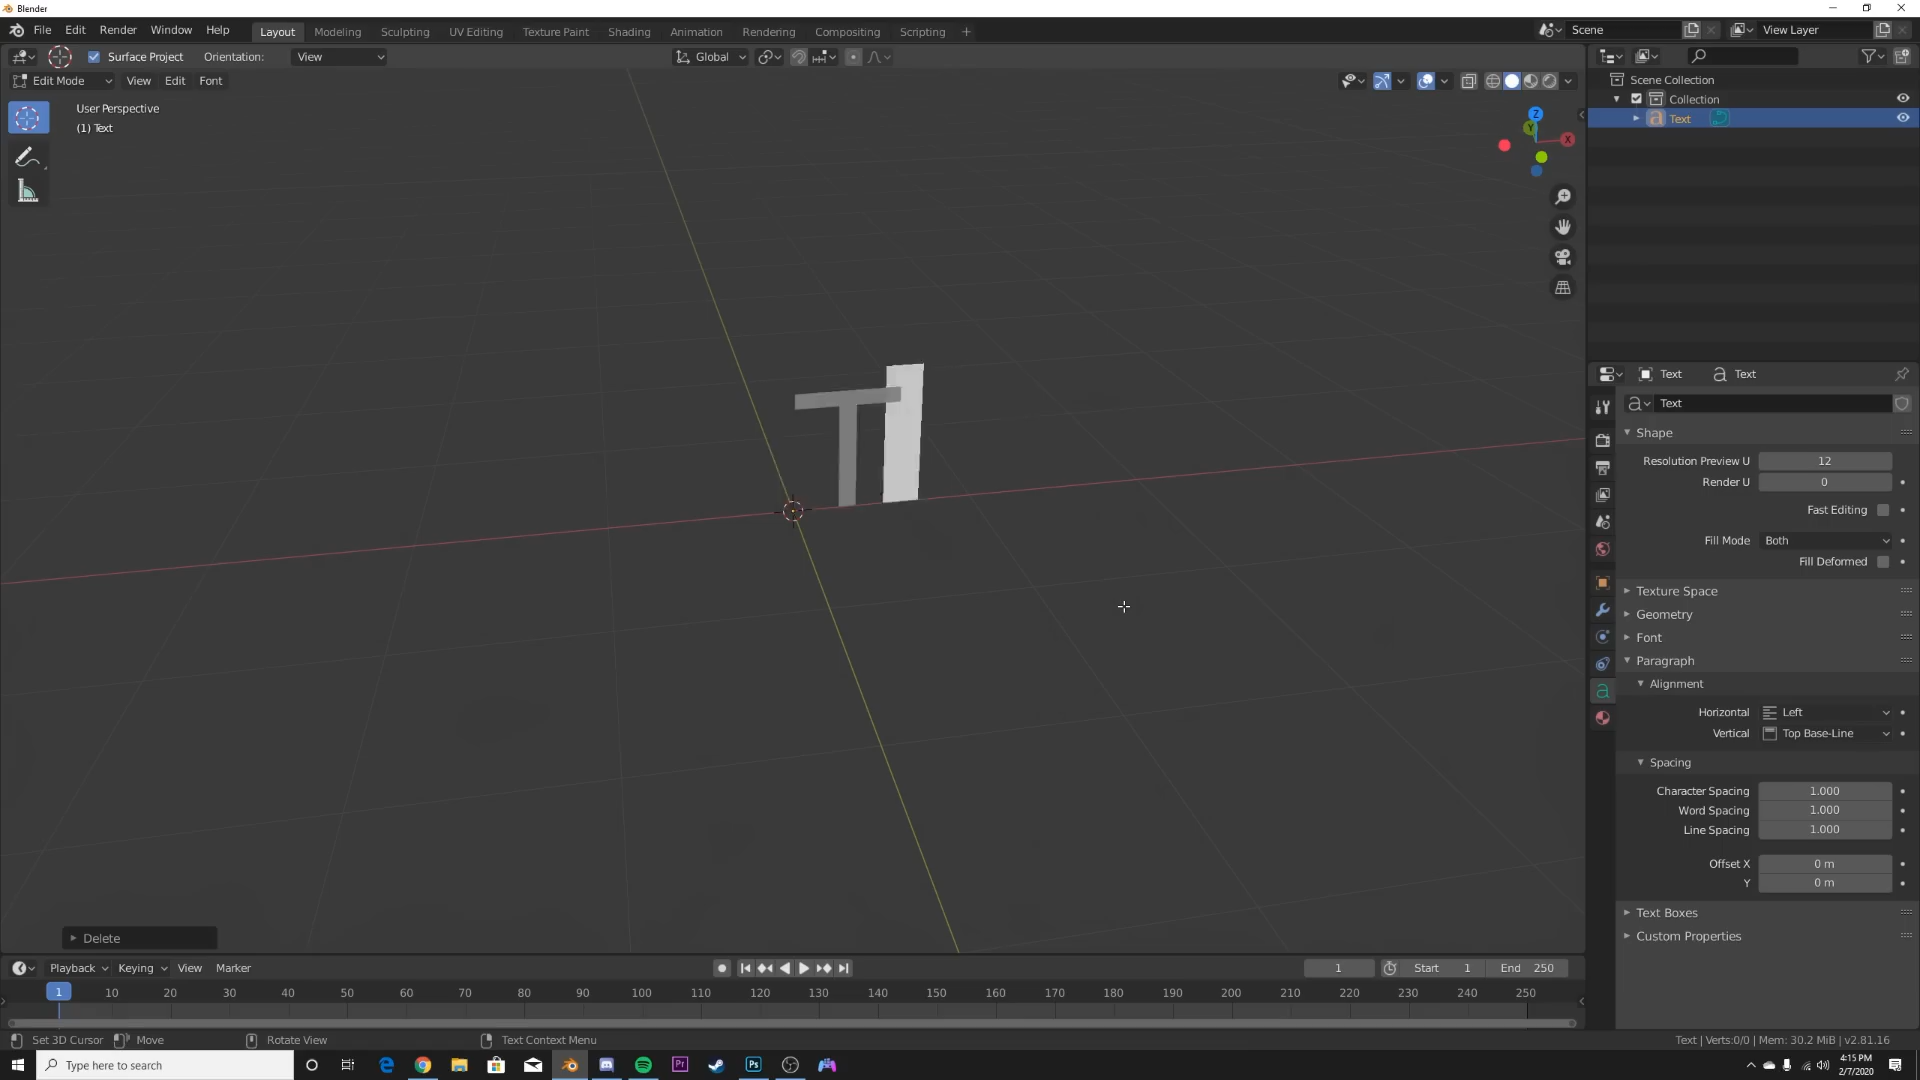 Blender
File Edit Render Window Help Layout Modeling Sculpting UV Editing Texture Paint Shading Animation Rendering Compositing Scripting + Scene View Layer
Surface Project Orientation: View Global
Edit Mode View Edit Font
User Perspective
(1) Text
Z
Y
X
T
Scene Collection
Collection
Text
Text Text
Text
Shape
Resolution Preview U 12
Render U 0
Fast Editing
Fill Mode Both
Fill Deformed
Texture Space
Geometry
Font
Paragraph
Alignment
Horizontal Left
Vertical Top Base-Line
Spacing
Character Spacing 1.000
Word Spacing 1.000
Line Spacing 1.000
Offset X 0 m
Y 0 m
Text Boxes
Custom Properties
Delete
Playback Keying View Marker 1 Start 1 End 250
1 10 20 30 40 50 60 70 80 90 100 110 120 130 140 150 160 170 180 190 200 210 220 230 240 250
Set 3D Cursor Move Rotate View Text Context Menu Text | Verts:0/0 | Mem: 30.2 MiB | v2.81.16
Type here to search Pr Ps 4:15 PM
2/7/2020